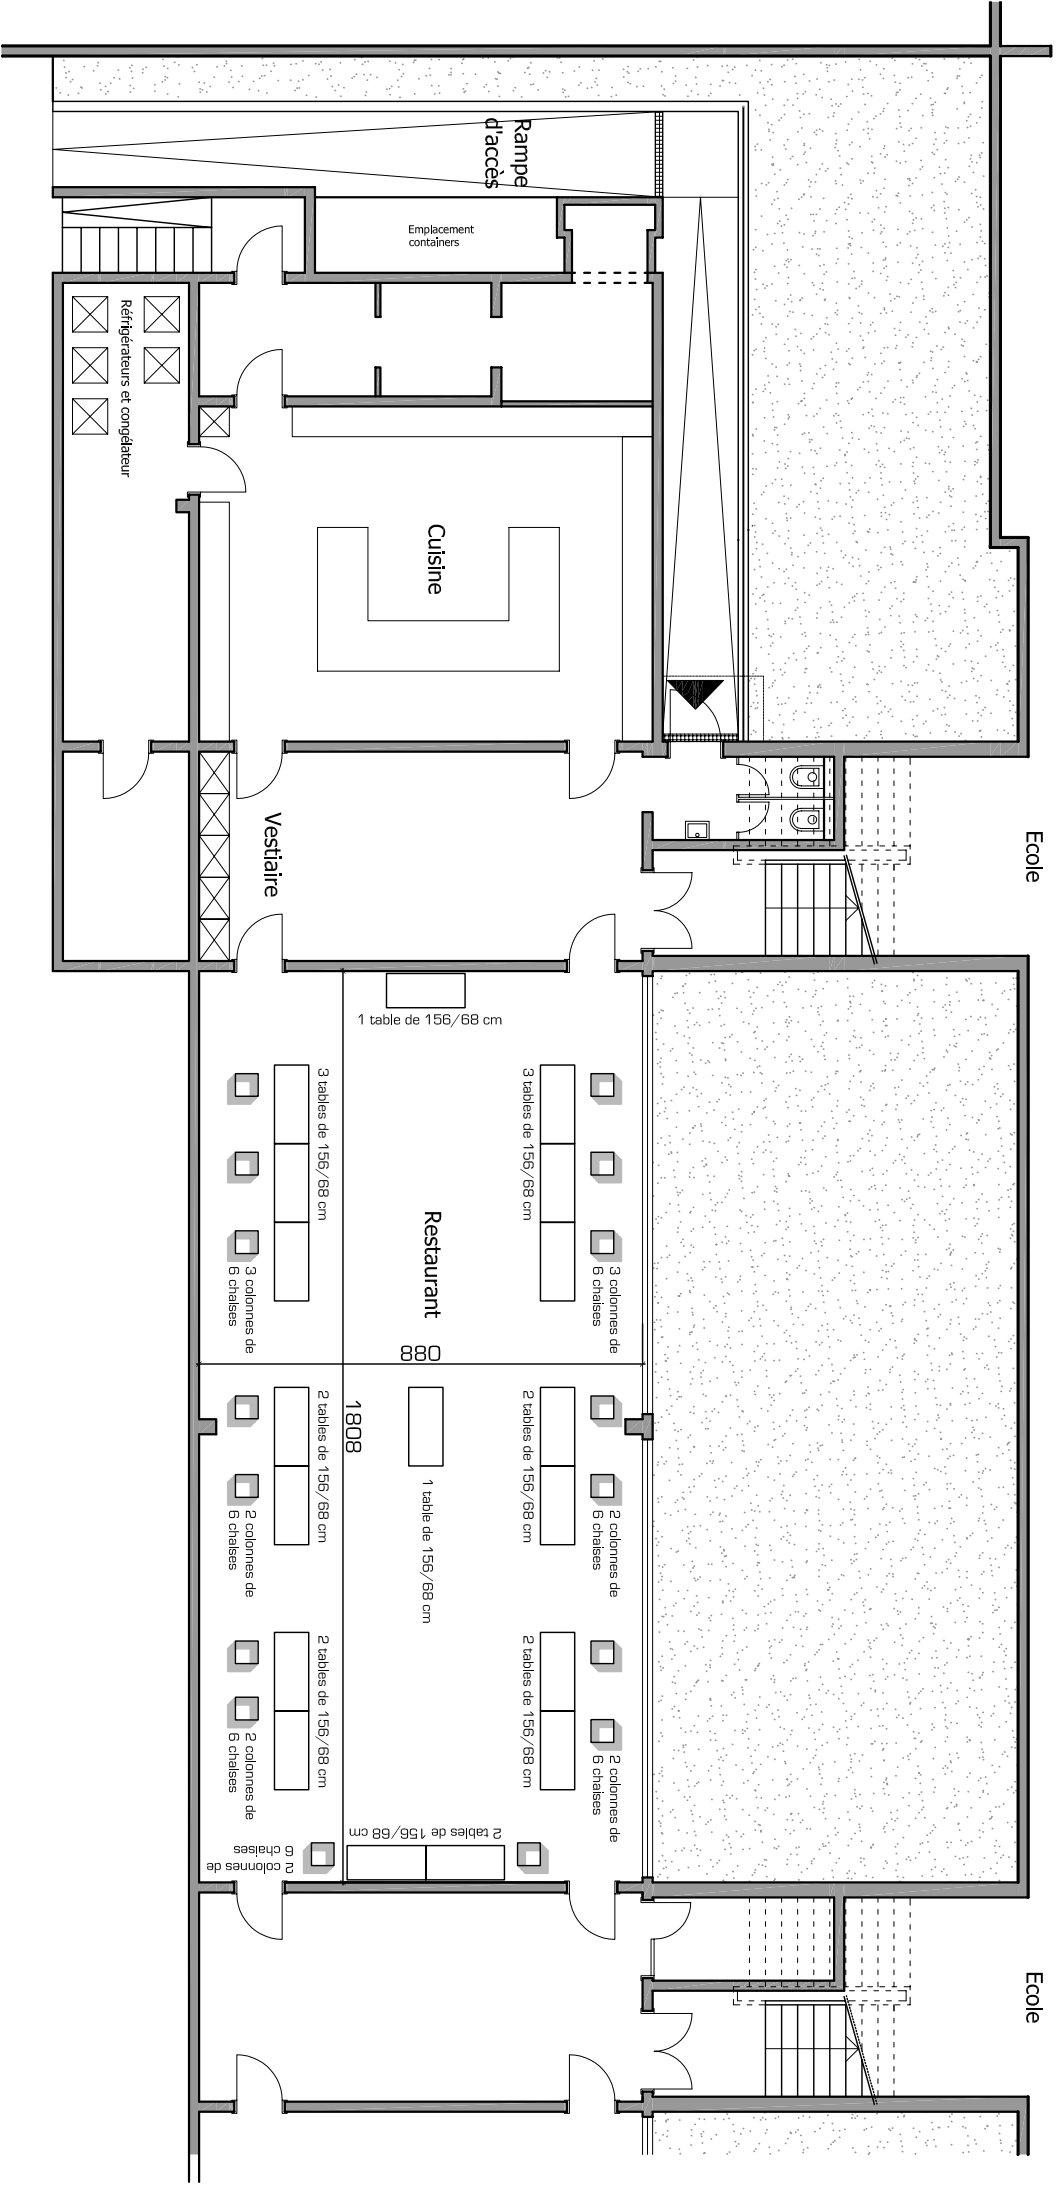 Rampe
d'accès
Emplacement
containers
Réfrigérateurs et congélateur
Cuisine
Ecole
Vestiaire
1 table de 156/68 cm
3 tables de 156/68 cm
3 tables de 156/68 cm
Restaurant
3 colonnes de
6 chaises
3 colonnes de
6 chaises
880
1808
2 tables de 156/68 cm
2 tables de 156/68 cm
1 table de 156/68 cm
2 colonnes de
6 chaises
2 colonnes de
6 chaises
2 tables de 156/68 cm
2 tables de 156/68 cm
2 colonnes de
6 chaises
2 colonnes de
6 chaises
2 tables de 156/68 cm
2 colonnes de
6 chaises
Ecole